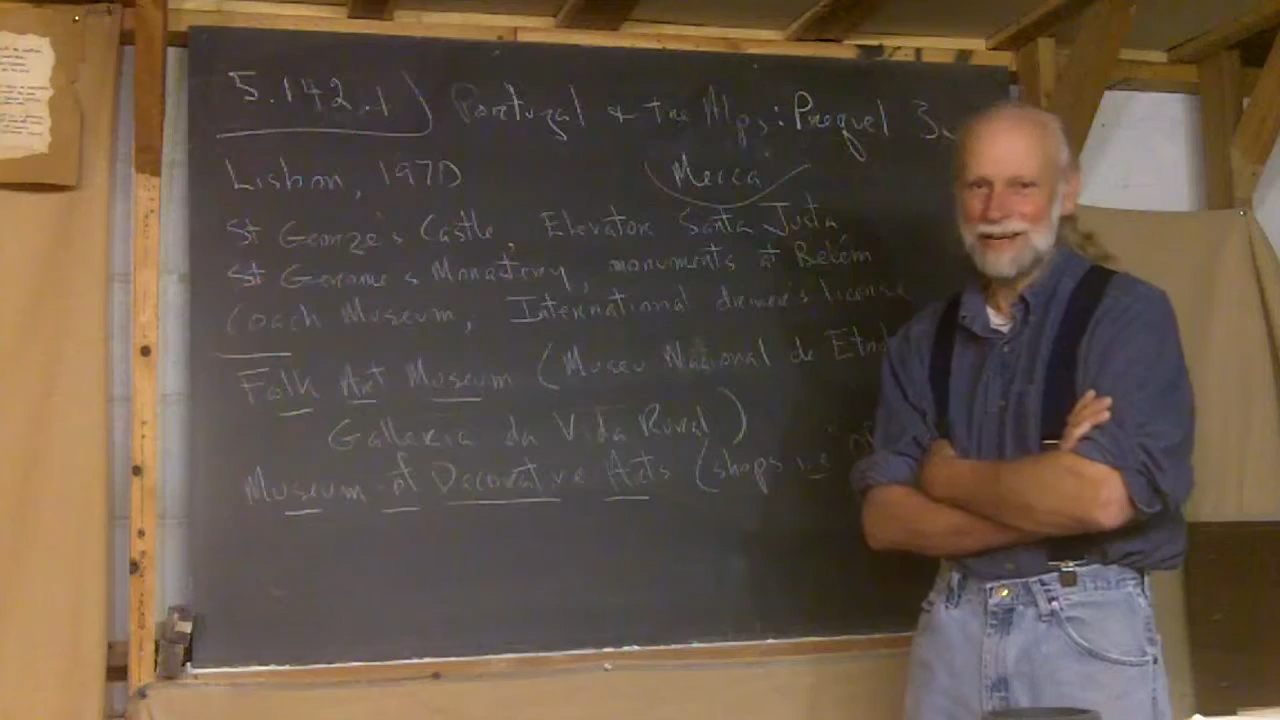 5.142.1) Portugal & the Alps: Prequel 3
Lisbon, 1970 Mecca
St George's Castle Elevator Santa Justa,
St Gerome's Monastery, monuments at Belém
Coach Museum, International driver's license
Folk Art Museum (Museu Nacional de Etnol
Galleria da Vida Rural)
Museum of Decorative Arts (shops